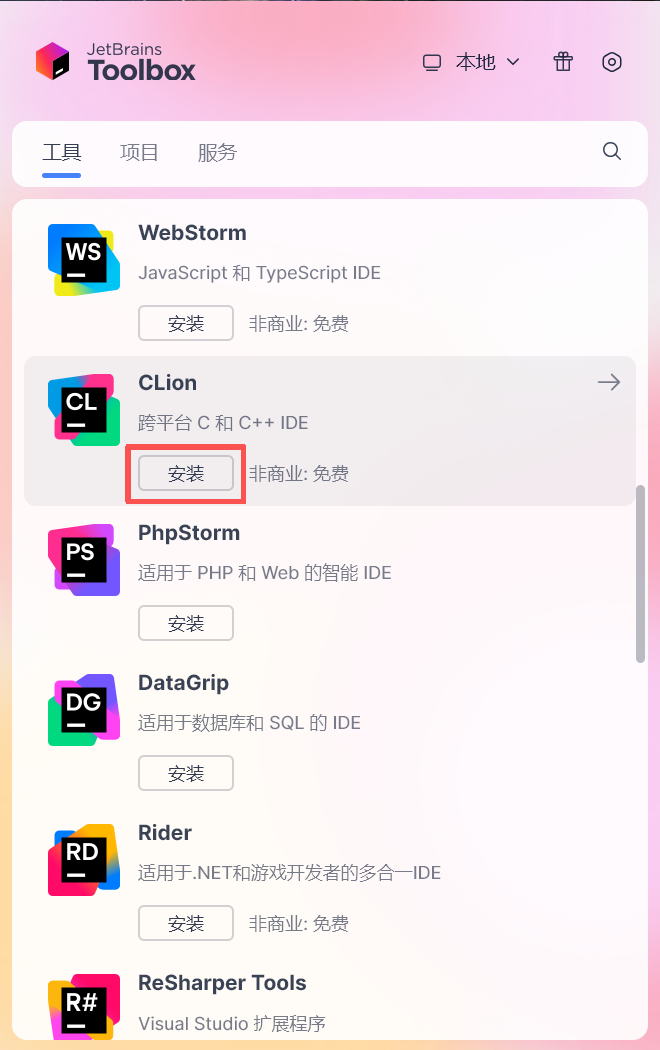 JetBrains
Toolbox
本地
工具 项目 服务
WS
WebStorm
JavaScript 和 TypeScript IDE
安装 非商业: 免费
CL
CLion
跨平台 C 和 C++ IDE
安装 非商业: 免费
PS
PhpStorm
适用于 PHP 和 Web 的智能 IDE
安装
DG
DataGrip
适用于数据库和 SQL 的 IDE
安装
RD
Rider
适用于.NET和游戏开发者的多合一IDE
安装 非商业: 免费
R#
ReSharper Tools
Visual Studio 扩展程序